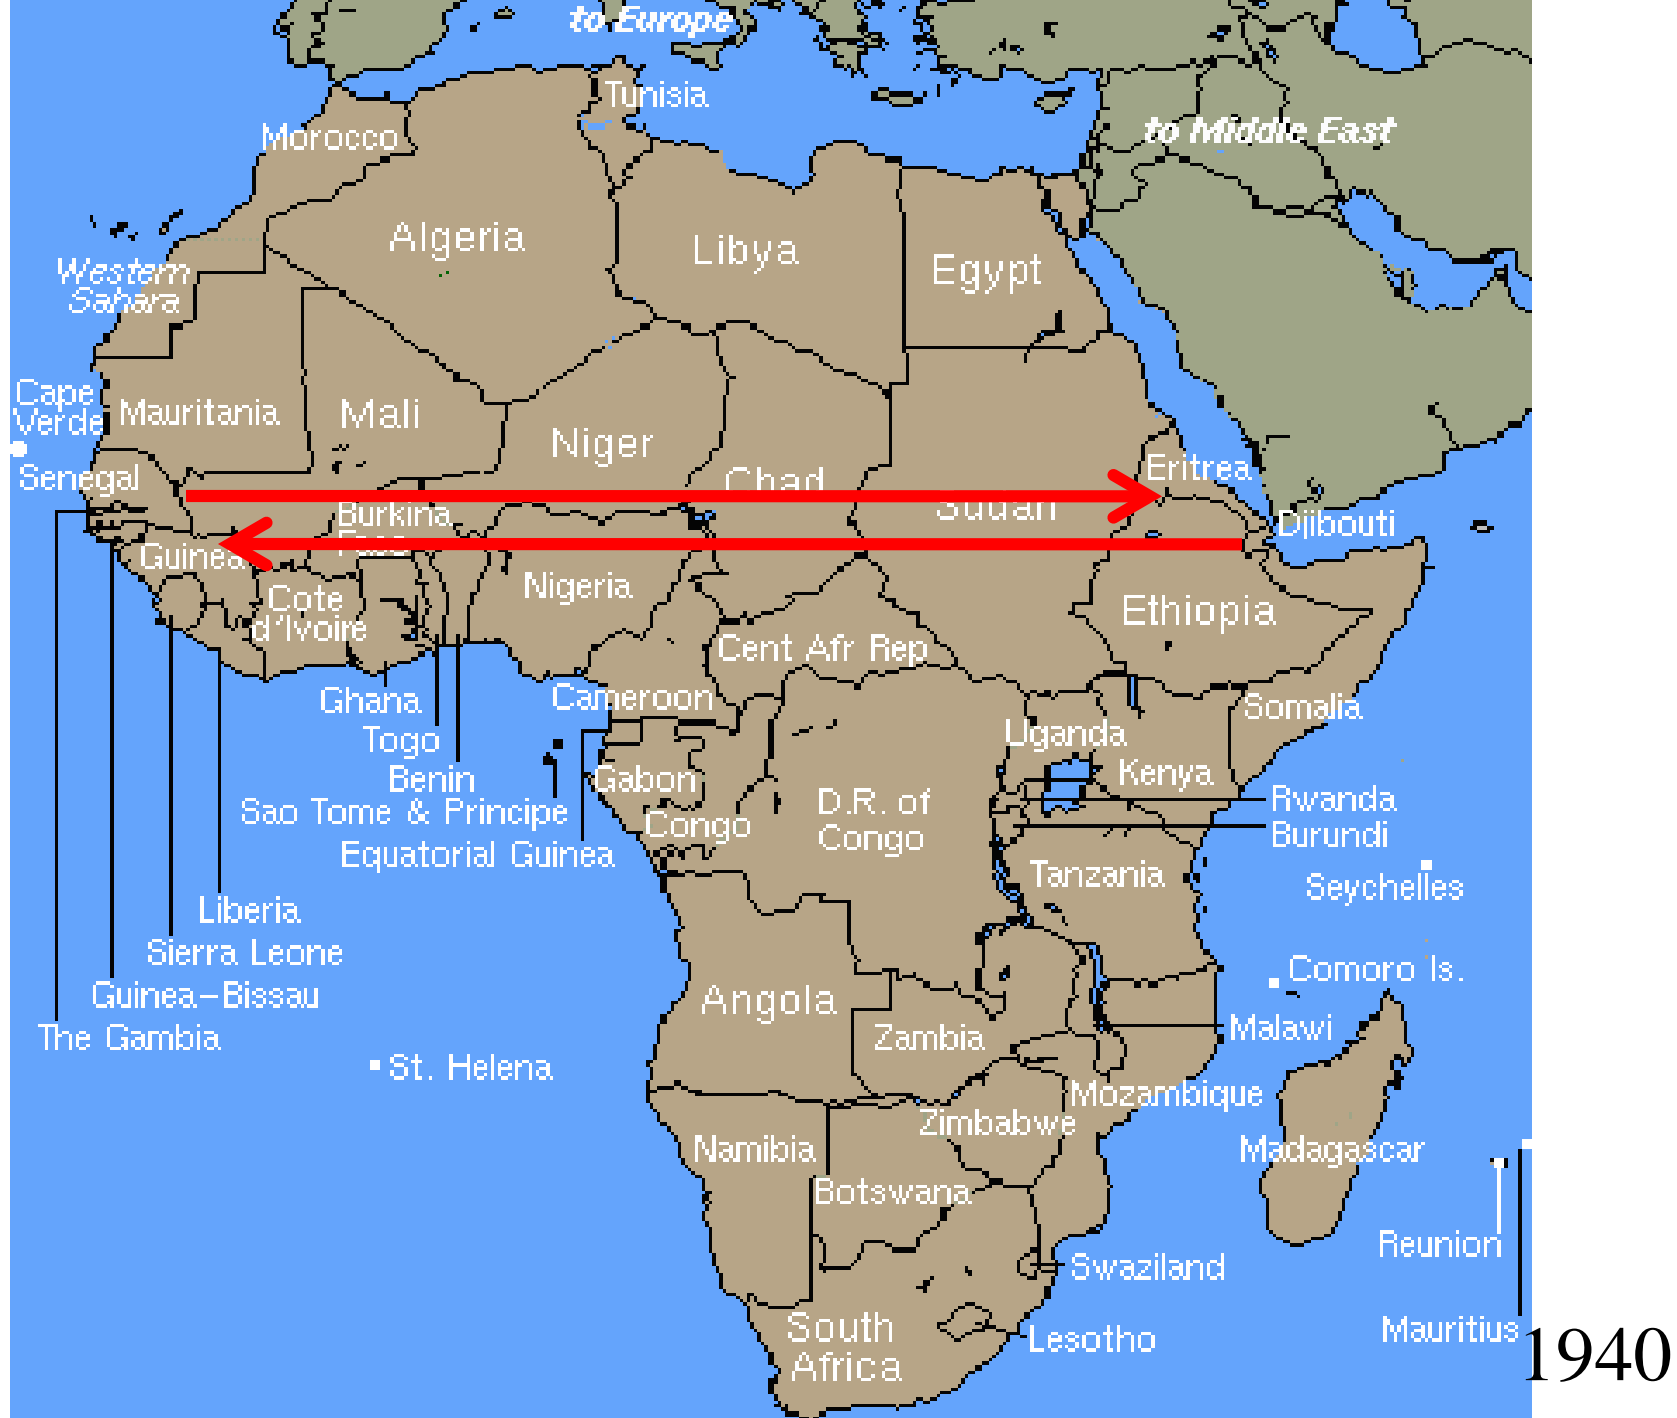 to Europe
Tunisia
to Middle East
Morocco
Algeria
Libya
Egypt
Western
Sahara
Cape
Verde
Mauritania
Mali
Niger
Chad
Sudan
Eritrea
Senegal
Burkina
Faso
Djibouti
Guinea
Nigeria
Cote
d'Ivoire
Ethiopia
Cent Afr Rep
Ghana
Cameroon
Somalia
Togo
Uganda
Benin
Gabon
Kenya
Sao Tome & Principe
Congo
D.R. of
Congo
Rwanda
Burundi
Equatorial Guinea
Tanzania
Seychelles
Liberia
Sierra Leone
Guinea-Bissau
The Gambia
Comoro Is.
Angola
Zambia
Malawi
St. Helena
Mozambique
Zimbabwe
Namibia
Madagascar
Botswana
Reunion
Swaziland
South
Africa
Lesotho
Mauritius
1940